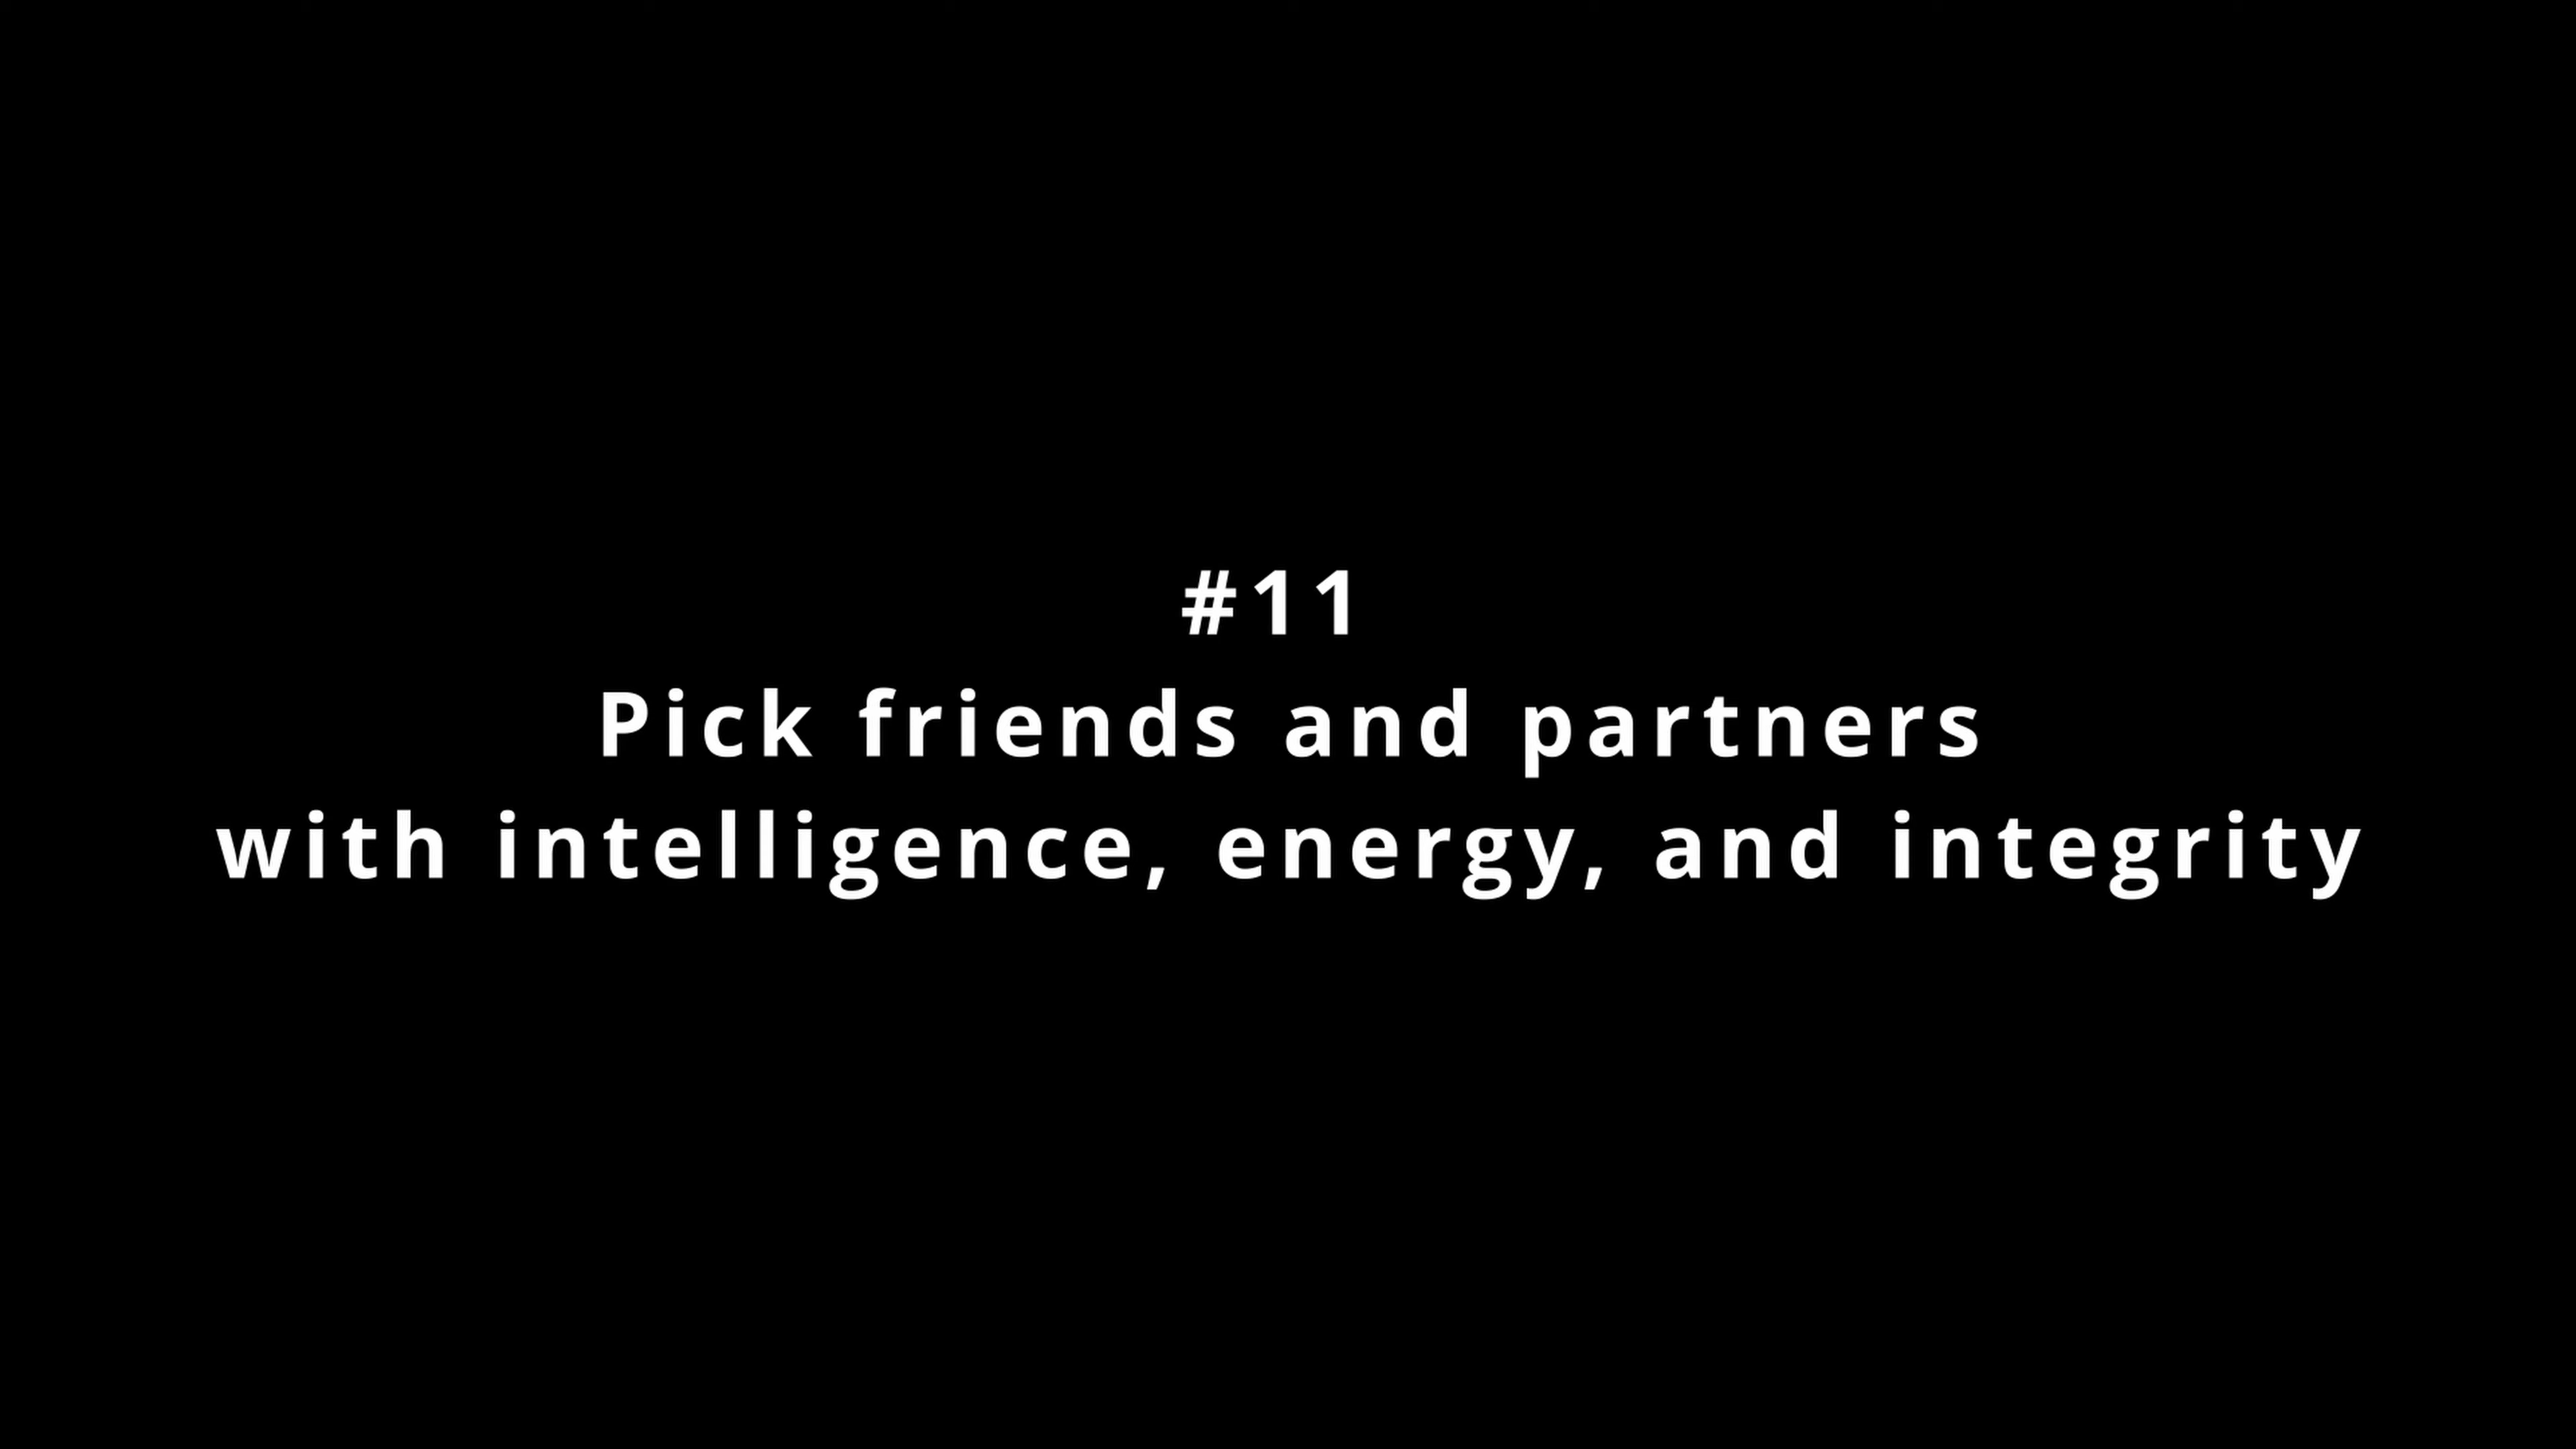 #11
Pick friends and partners
with intelligence, energy, and integrity